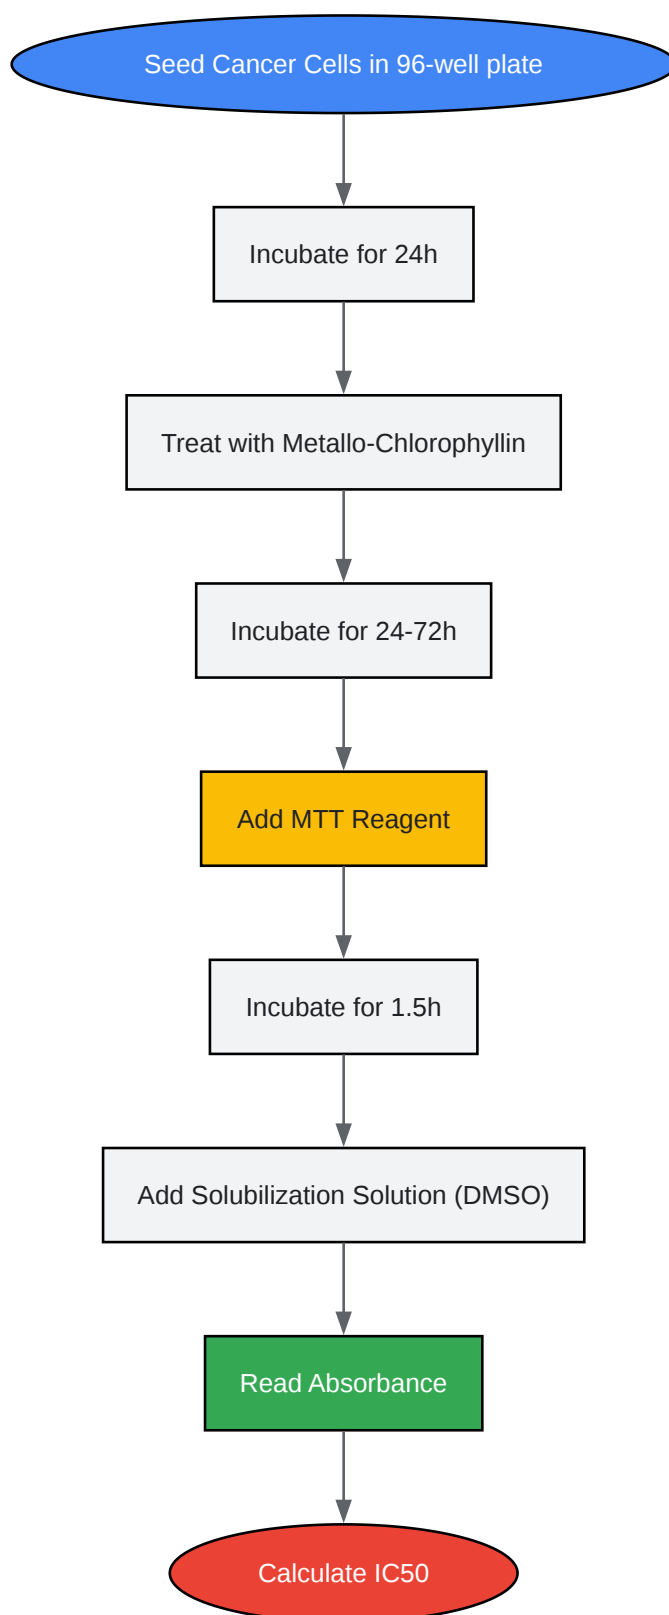 Seed Cancer Cells in 96-well plate
Incubate for 24h
Treat with Metallo-Chlorophyllin
Incubate for 24-72h
Add MTT Reagent
Incubate for 1.5h
Add Solubilization Solution (DMSO)
Read Absorbance
Calculate IC50